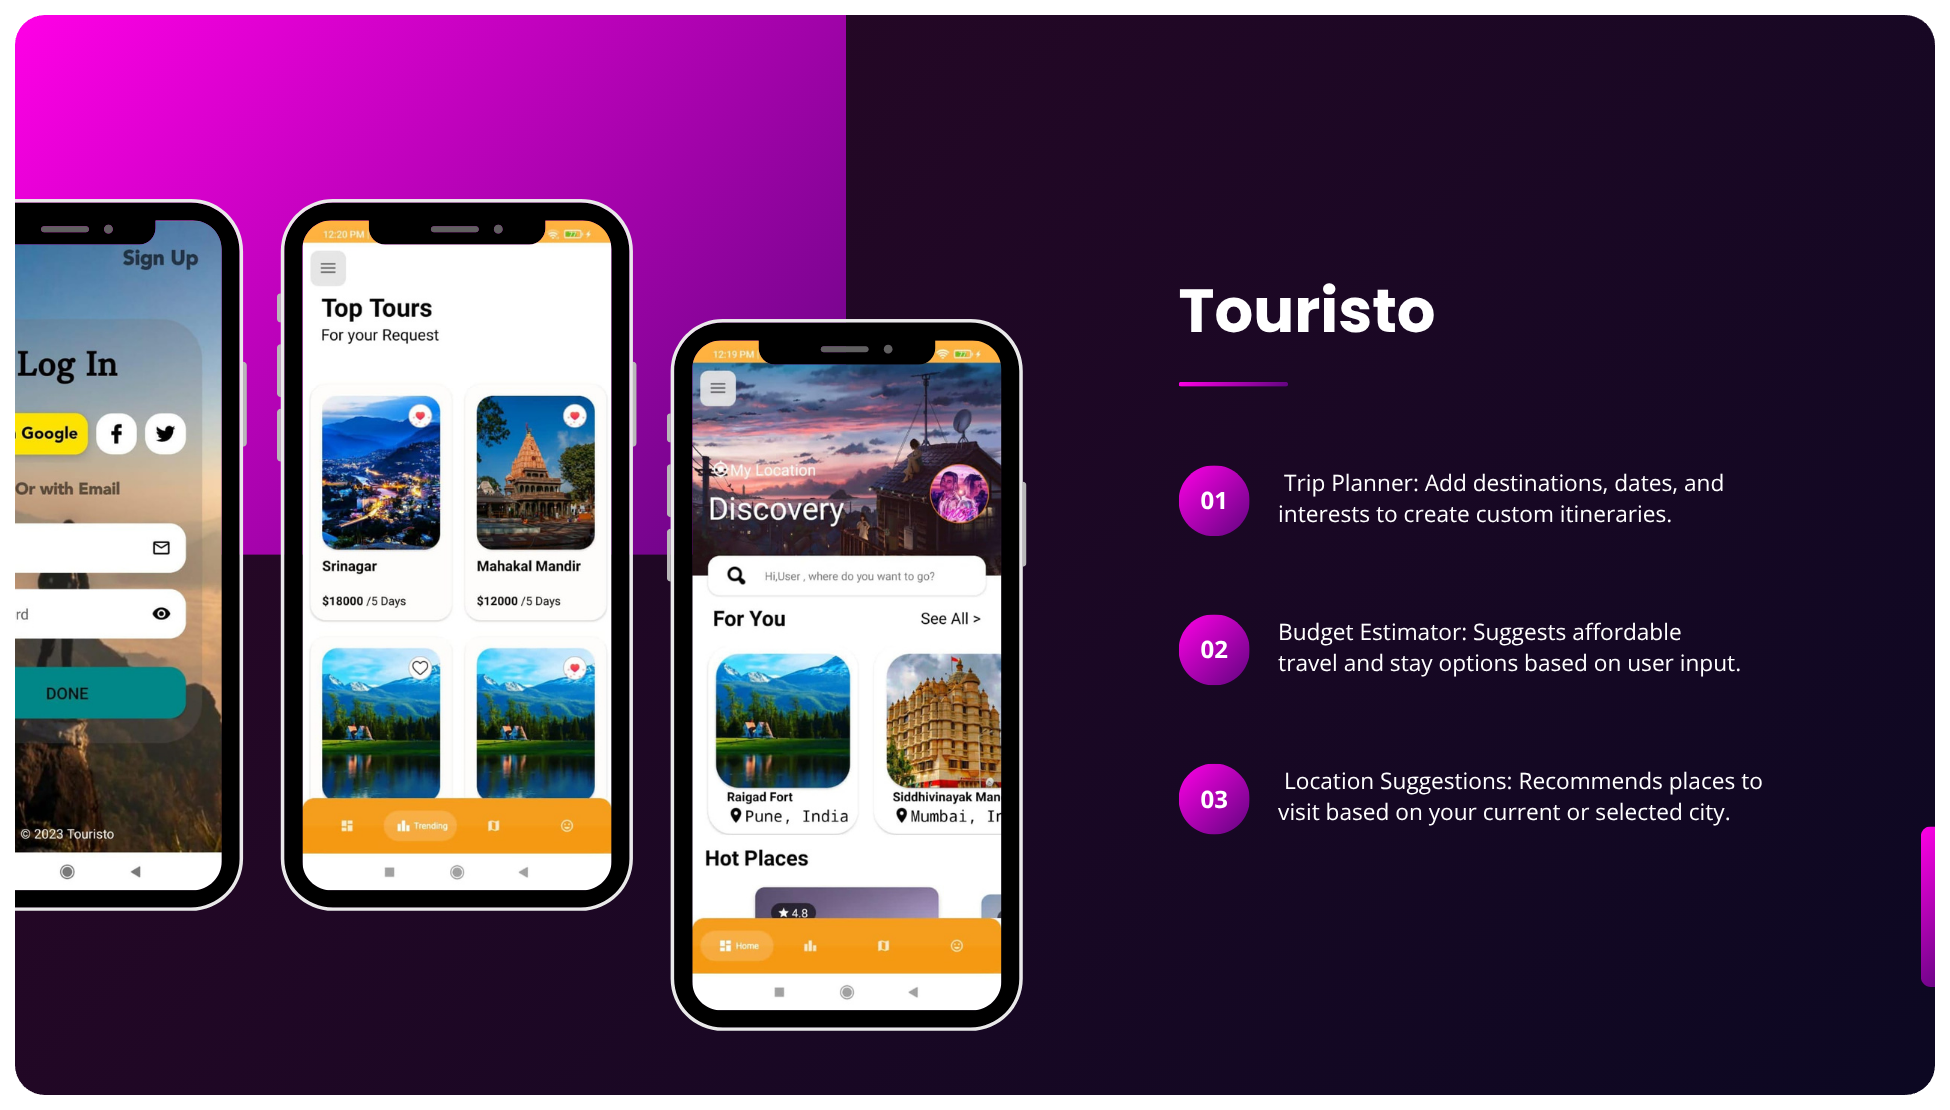 Sign Up
Log In
Google
Or with Email
rd
DONE
© 2023 Touristo
12:20 PM
Top Tours
For your Request
Srinagar
$18000 /5 Days
Mahakal Mandir
$12000 /5 Days
Trending
12:19 PM
My Location
Discovery
Hi,User , where do you want to go?
For You
See All >
Raigad Fort
Pune, India
Siddhivinayak Man
Mumbai, In
Hot Places
4.8
Home
Touristo
01
Trip Planner: Add destinations, dates, and
interests to create custom itineraries.
02
Budget Estimator: Suggests affordable
travel and stay options based on user input.
03
Location Suggestions: Recommends places to
visit based on your current or selected city.